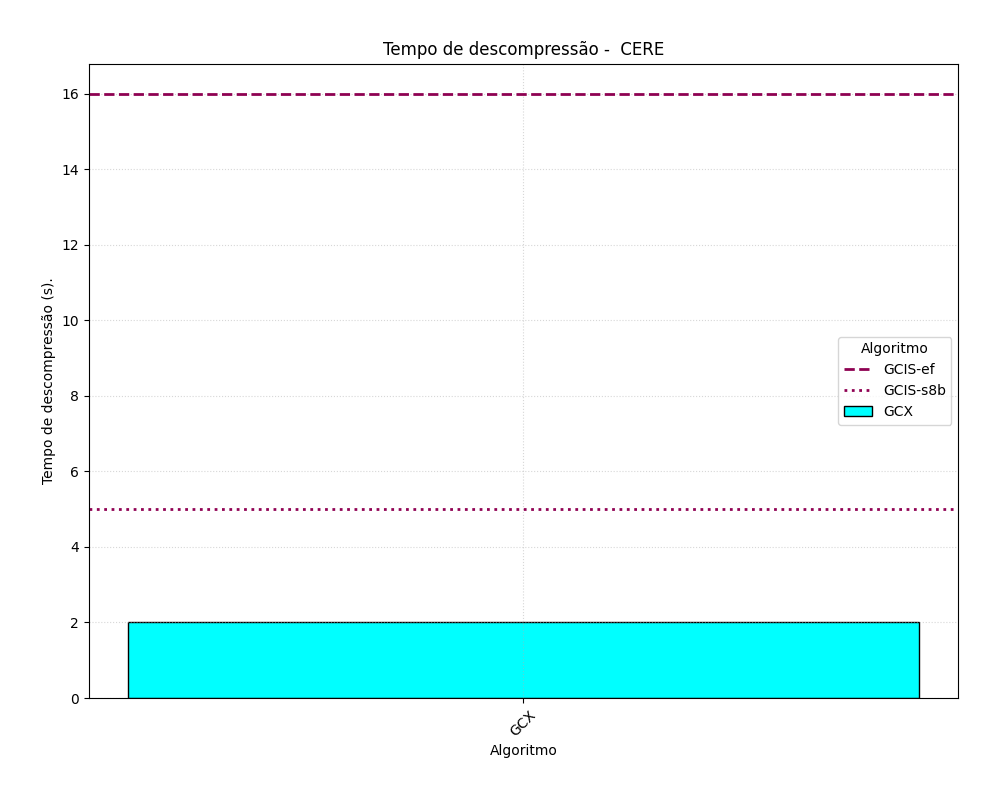 Tempo de descompressão -  CERE
Tempo de descompressão (s).
16
14
12
10
8
6
4
2
0
Algoritmo
GCIS-ef
GCIS-s8b
GCX
GCX
Algoritmo